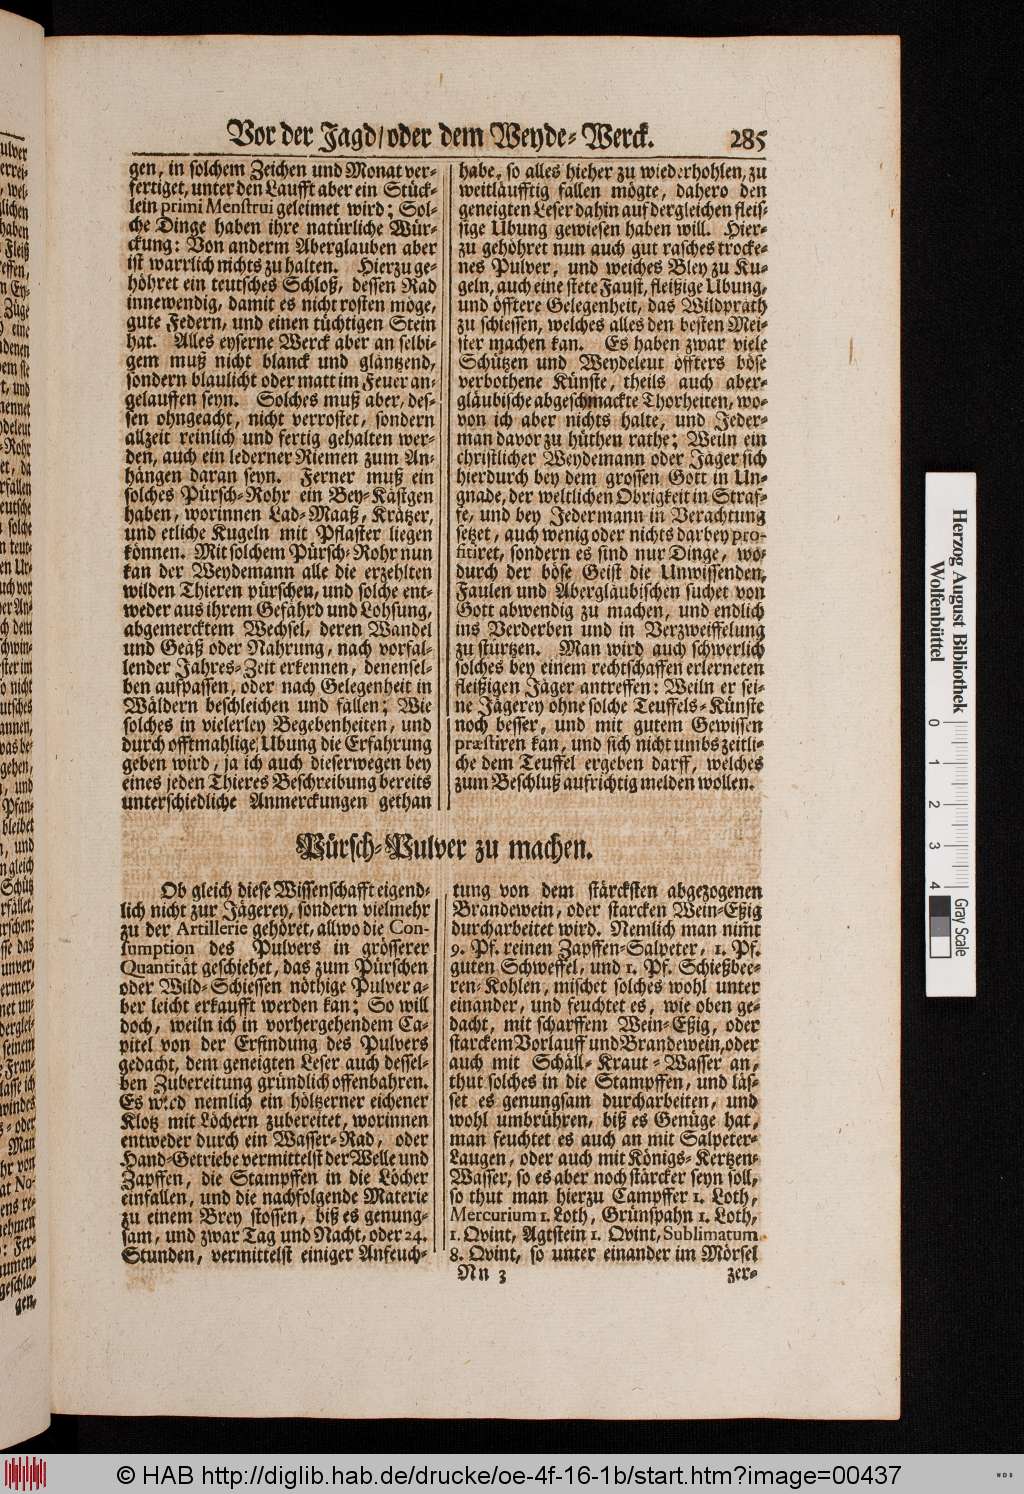 Vor der Jagd/ oder dem Weyde-Werck. 285
gen, in solchem Zeichen und Monat ver-
fertiget, unter den Laufft aber ein Stück-
lein primi Menstrui geleimet wird; Sol-
che Dinge haben ihre natürliche Wür-
ckung: Von anderm Aberglauben aber
ist warrlich nichts zu halten. Hierzu ge-
höhret ein teutsches Schloß, dessen Rad
innewendig, damit es nicht rosten möge,
gute Federn, und einen tüchtigen Stein
hat. Alles eyserne Werck aber an selbi-
gem muß nicht blanck und gläntzend,
sondern blaulicht oder matt im Feuer an-
gelauffen seyn. Solches muß aber, des-
sen ohngeacht, nicht verrostet, sondern
allzeit reinlich und fertig gehalten wer-
den, auch ein lederner Riemen zum An-
hängen daran seyn. Ferner muß ein
solches Pürsch-Rohr ein Bey-Kästgen
haben, worinnen Lad-Maaß, Krätzer,
und etliche Kugeln mit Pflaster liegen
können. Mit solchem Pürsch-Rohr nun
kan der Weydemann alle die erzehlten
wilden Thieren pürschen, und solche ent-
weder aus ihrem Gefährd und Lohsung,
abgemercktem Wechsel, deren Wandel
und Geäß oder Nahrung, nach vorfal-
lender Jahres-Zeit erkennen, denensel-
ben aufpassen, oder nach Gelegenheit in
Wäldern beschleichen und fällen; Wie
solches in vielerley Begebenheiten, und
durch offtmahlige Ubung die Erfahrung
geben wird, ja ich auch dieserwegen bey
eines jeden Thieres Beschreibung bereits
unterschiedliche Anmerckungen gethan
habe, so alles hieher zu wiederhohlen, zu
weitläufftig fallen mögte, dahero den
geneigten Leser dahin auf dergleichen fleis-
sige Ubung gewiesen haben will. Hier-
zu gehöhret nun auch gut rasches trocke-
nes Pulver, und weiches Bley zu Ku-
geln, auch eine stete Faust, fleißige Ubung,
und öfftere Gelegenheit, das Wildpräth
zu schiessen, welches alles den besten Mei-
ster machen kan. Es haben zwar viele
Schützen und Weydeleut öffters böse
verbothene Künste, theils auch aber-
gläubische abgeschmackte Thorheiten, wo-
von ich aber nichts halte, und Jeder-
man davor zu hüthen rathe; Weiln ein
christlicher Weydemann oder Jäger sich
hierdurch bey dem grossen Gott in Un-
gnade, der weltlichen Obrigkeit in Straf-
fe, und bey Jedermann in Verachtung
setzet, auch wenig oder nichts darbey pro-
fitiret, sondern es sind nur Dinge, wo-
durch der böse Geist die Unwissenden,
Faulen und Abergläubischen suchet von
Gott abwendig zu machen, und endlich
ins Verderben und in Verzweiffelung
zu stürtzen. Man wird auch schwerlich
solches bey einem rechtschaffen erlerneten
fleißigen Jäger antreffen: Weiln er sei-
ne Jägerey ohne solche Teuffels-Künste
noch besser, und mit gutem Gewissen
præstiren kan, und sich nicht umbs zeitli-
che dem Teuffel ergeben darff, welches
zum Beschluß aufrichtig melden wollen.
Pürsch-Pulver zu machen.
Ob gleich diese Wissenschafft eigend-
lich nicht zur Jägerey, sondern vielmehr
zu der Artillerie gehöret, allwo die Con-
sumption des Pulvers in grösserer
Quantität geschiehet, das zum Pürschen
oder Wild-Schiessen nöthige Pulver a-
ber leicht erkaufft werden kan; So will
doch, weiln ich in vorhergehendem Ca-
pitel von der Erfindung des Pulvers
gedacht, dem geneigten Leser auch dessel-
ben Zubereitung gründlich offenbahren.
Es wird nemlich ein höltzerner eichener
Klotz mit Löchern zubereitet, worinnen
entweder durch ein Wasser-Rad, oder
Hand-Getriebe vermittelst der Welle und
Zapffen, die Stampffen in die Löcher
einfallen, und die nachfolgende Materie
zu einem Brey stossen, biß es genung-
sam, und zwar Tag und Nacht, oder 24.
Stunden, vermittelst einiger Anfeuch-
tung von dem stärcksten abgezogenen
Brandewein, oder starcken Wein-Eßig
durcharbeitet wird. Nemlich man nimt
9. Pf. reinen Zapffen-Salpeter, 1. Pf.
guten Schweffel, und 1. Pf. Schießbee-
ren-Kohlen, mischet solches wohl unter
einander, und feuchtet es, wie oben ge-
dacht, mit scharffem Wein-Eßig, oder
starckem Vorlauff und Brandewein, oder
auch mit Schäll-Kraut-Wasser an,
thut solches in die Stampffen, und läs-
set es genungsam durcharbeiten, und
wohl umbrühren, biß es Genüge hat,
man feuchtet es auch an mit Salpeter-
Laugen, oder auch mit Königs-Kertzen-
Wasser, so es aber noch stärcker seyn soll,
so thut man hierzu Campffer 1. Loth,
Mercurium 1. Loth, Grünspahn 1. Loth,
1. Qvint, Agtstein 1. Qvint, Sublimatum
8. Qvint, so unter einander im Mörsel
Nn 3 zer-
Herzog August Bibliothek
Wolfenbüttel
0 1 2 3 4
Gray Scale
© HAB http://diglib.hab.de/drucke/oe-4f-16-1b/start.htm?image=00437